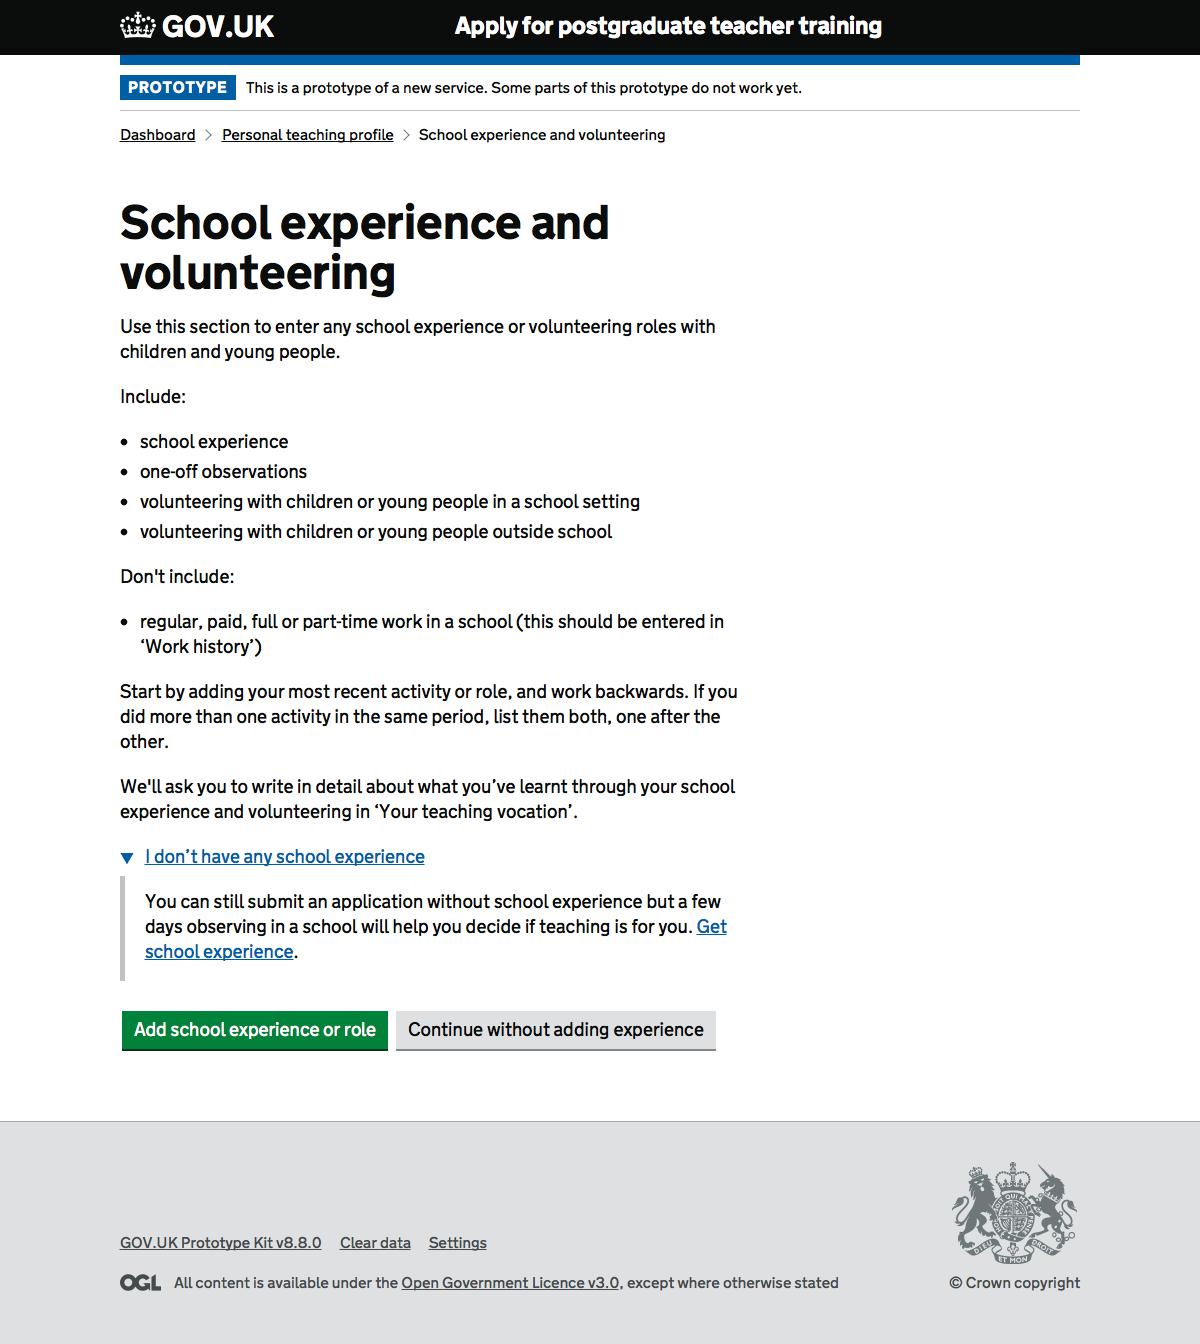 GOV.UK
Apply for postgraduate teacher training
PROTOTYPE This is a prototype of a new service. Some parts of this prototype do not work yet.
Dashboard > Personal teaching profile > School experience and volunteering
School experience and
volunteering
Use this section to enter any school experience or volunteering roles with
children and young people.
Include:
• school experience
• one-off observations
• volunteering with children or young people in a school setting
• volunteering with children or young people outside school
Don't include:
• regular, paid, full or part-time work in a school (this should be entered in
‘Work history’)
Start by adding your most recent activity or role, and work backwards. If you
did more than one activity in the same period, list them both, one after the
other.
We'll ask you to write in detail about what you’ve learnt through your school
experience and volunteering in ‘Your teaching vocation’.
I don’t have any school experience
You can still submit an application without school experience but a few
days observing in a school will help you decide if teaching is for you. Get
school experience.
Add school experience or role
Continue without adding experience
GOV.UK Prototype Kit v8.8.0 Clear data Settings
OGL All content is available under the Open Government Licence v3.0, except where otherwise stated
DIEU ET MON DROIT
© Crown copyright